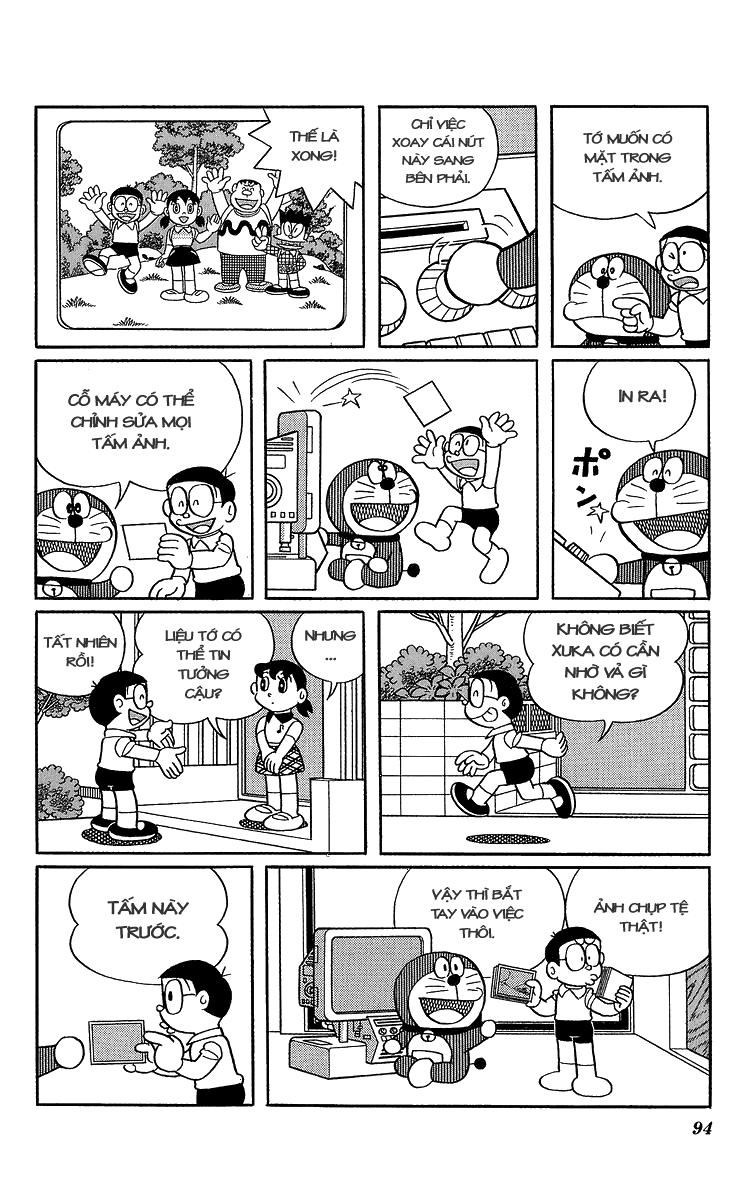 TỚ MUỐN CÓ
MẶT TRONG
TẤM ẢNH.
CHỈ VIỆC
XOAY CÁI NÚT
NÀY SANG
BÊN PHẢI.
THẾ LÀ
XONG!
IN RA!
ポン
CỖ MÁY CÓ THỂ
CHỈNH SỬA MỌI
TẤM ẢNH.
KHÔNG BIẾT
XUKA CÓ CẦN
NHỜ VẢ GÌ
KHÔNG?
NHƯNG
...
LIỆU TỚ CÓ
THỂ TIN
TƯỞNG
CẬU?
TẤT NHIÊN
RỒI!
ẢNH CHỤP TỆ
THẬT!
VẬY THÌ BẮT
TAY VÀO VIỆC
THÔI.
TẤM NÀY
TRƯỚC.
94